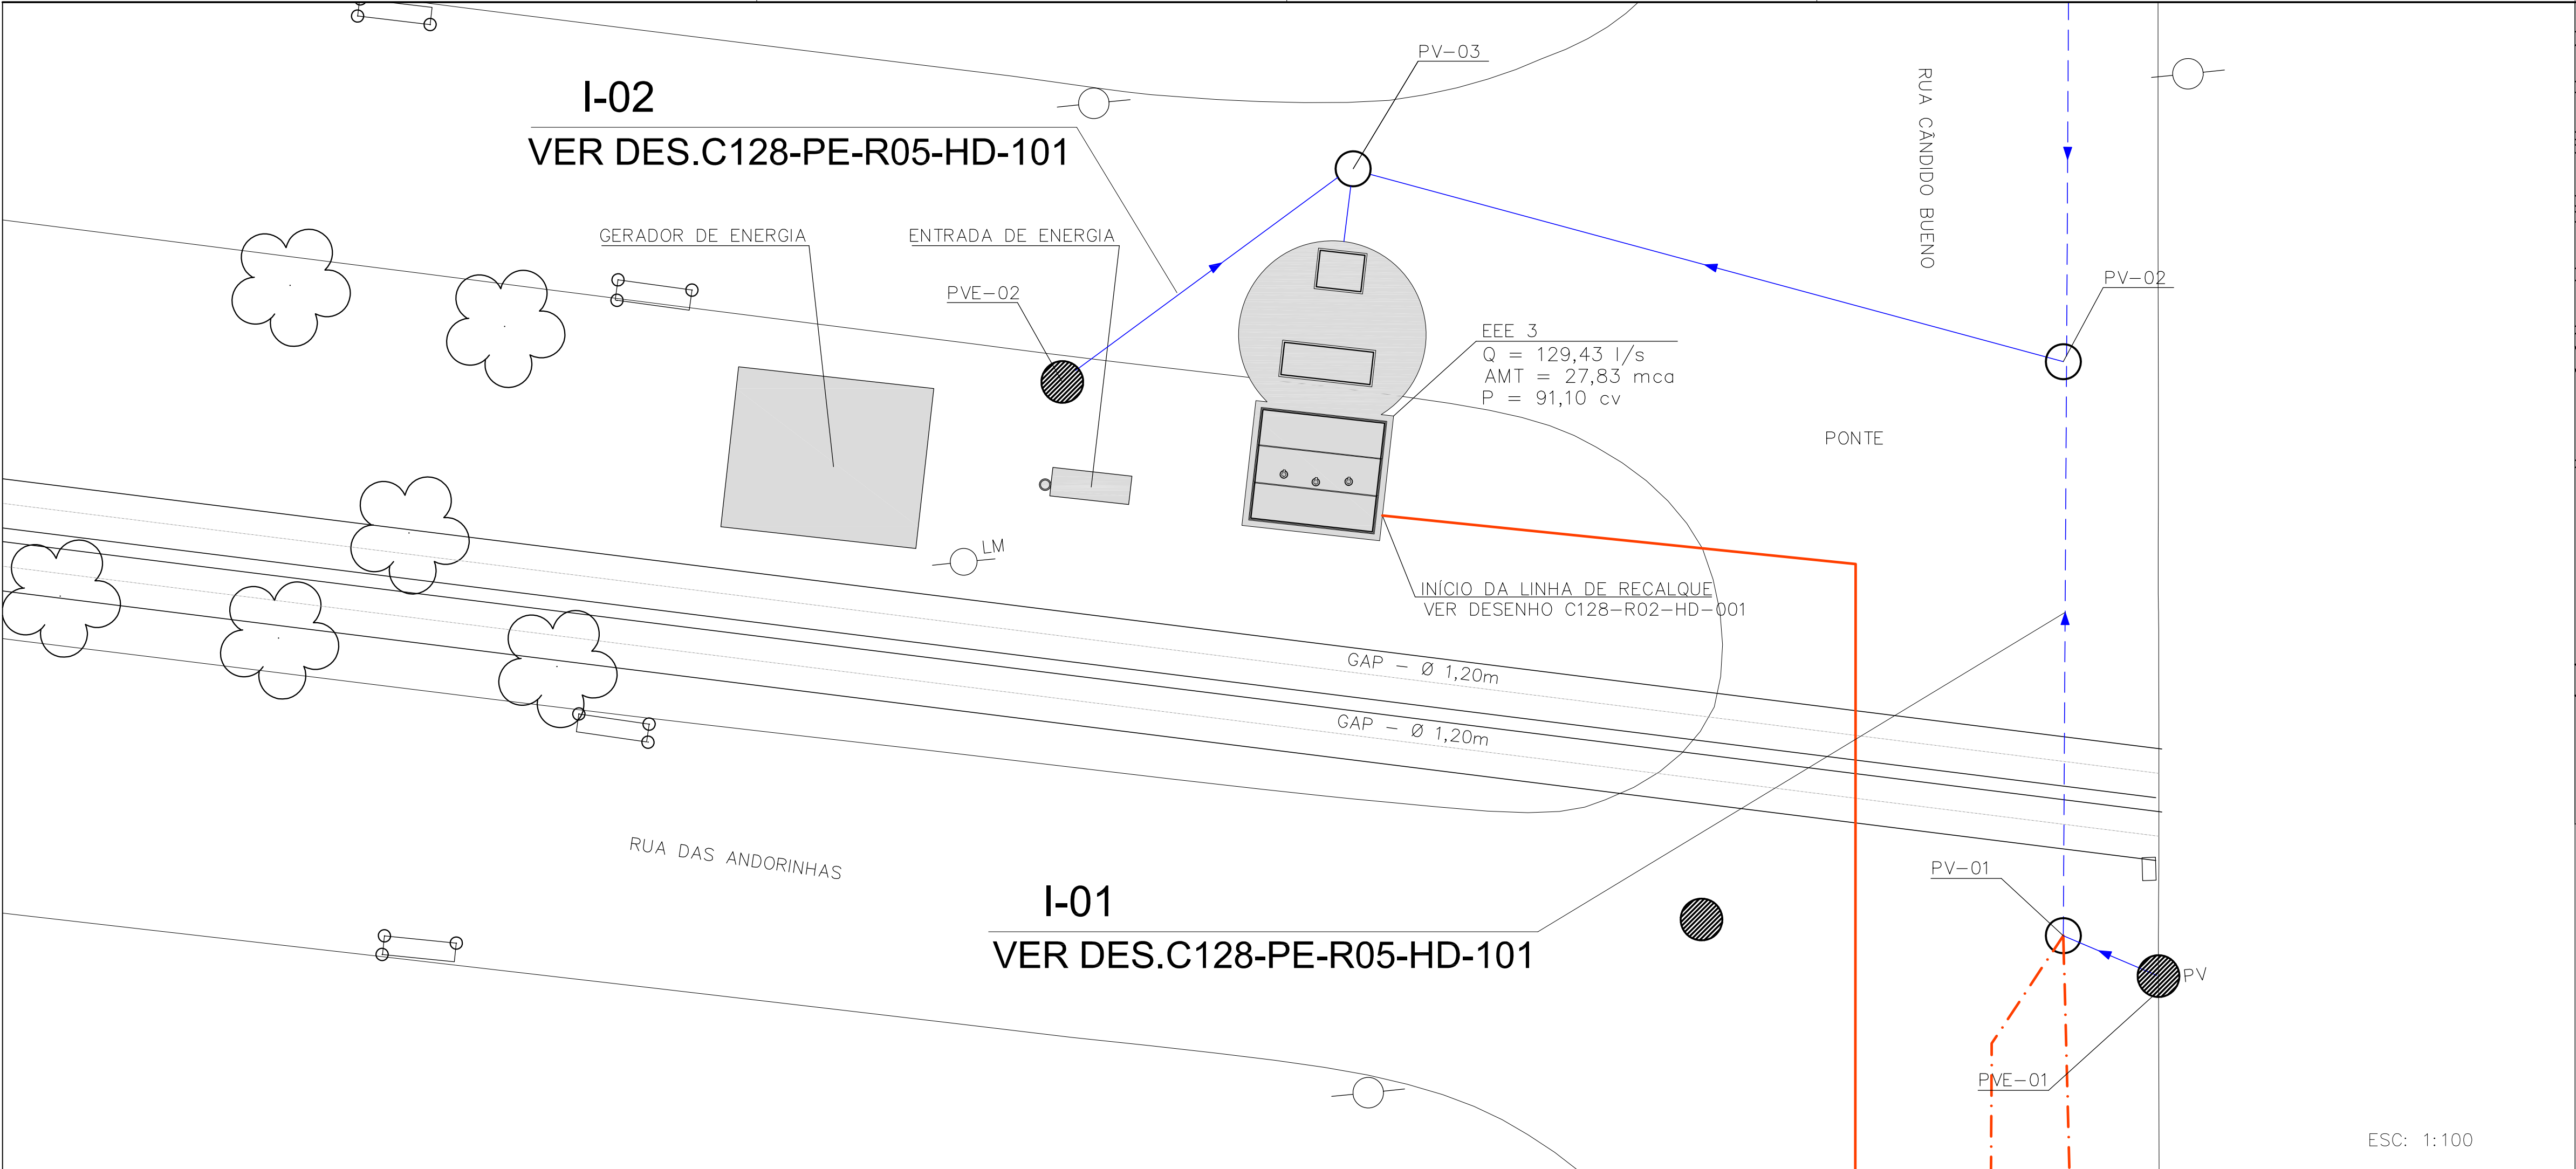 PV-03
I-02
VER DES.C128-PE-R05-HD-101
RUA CÂNDIDO BUENO
GERADOR DE ENERGIA
ENTRADA DE ENERGIA
PVE-02
PV-02
EEE 3
Q = 129,43 l/s
AMT = 27,83 mca
P = 91,10 cv
PONTE
LM
INÍCIO DA LINHA DE RECALQUE
VER DESENHO C128-R02-HD-001
GAP - Ø 1,20m
GAP - Ø 1,20m
RUA DAS ANDORINHAS
I-01
VER DES.C128-PE-R05-HD-101
PV-01
PV
PVE-01
ESC: 1:100